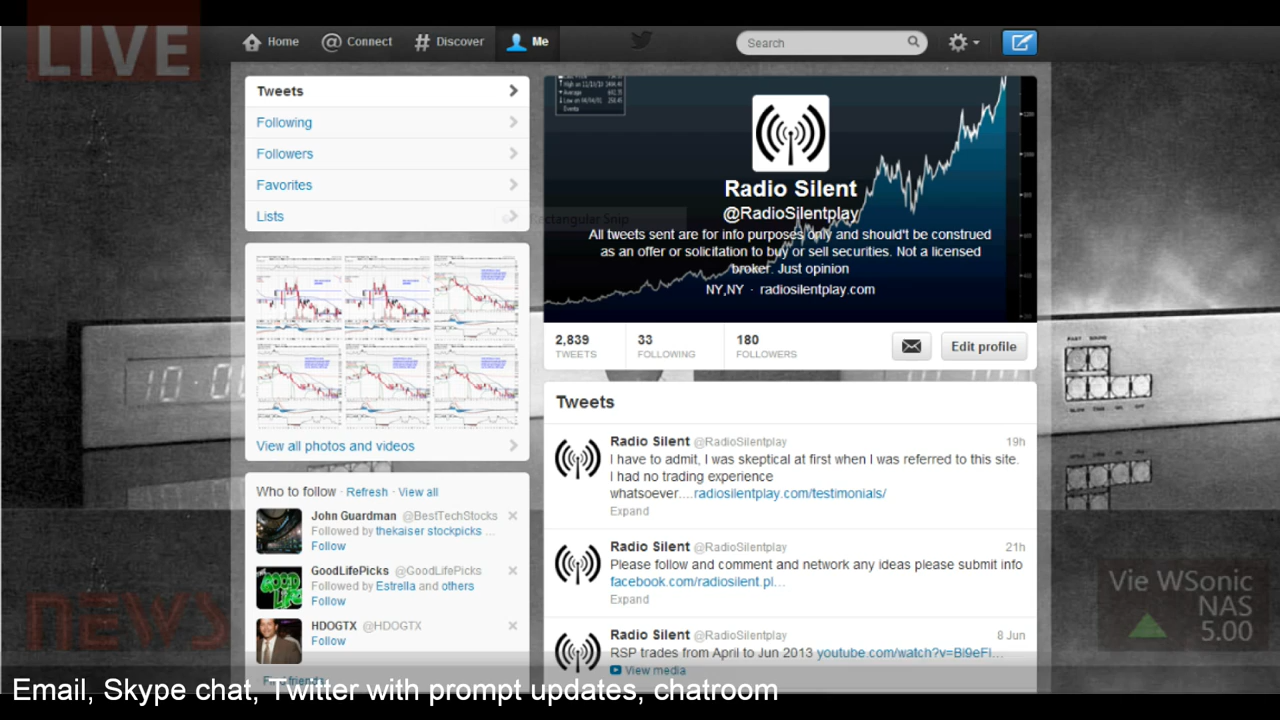 LIVE
Home
Connect
Discover
Me
Search
Tweets
Following
Followers
Favorites
Lists
Rectangular Snip
View all photos and videos
Who to follow · Refresh · View all
John Guardman @BestTechStocks
Followed by thekaiser stockpicks ...
Follow
GoodLifePicks @GoodLifePicks
Followed by Estrella and others
Follow
HDOGTX @HDOGTX
Follow
Radio Silent
@RadioSilentplay
All tweets sent are for info purposes only and should't be construed
as an offer or solicitation to buy or sell securities. Not a licensed
broker. Just opinion
NY,NY · radiosilentplay.com
2,839 33 180
TWEETS FOLLOWING FOLLOWERS
Edit profile
Tweets
Radio Silent @RadioSilentplay 19h
I have to admit, I was skeptical at first when I was referred to this site.
I had no trading experience
whatsoever....radiosilentplay.com/testimonials/
Expand
Radio Silent @RadioSilentplay 21h
Please follow and comment and network any ideas please submit info
facebook.com/radiosilent.pl...
Expand
Radio Silent @RadioSilentplay 8 Jun
RSP trades from April to Jun 2013 youtube.com/watch?v=Bl9eFl...
View media
NEWS
Vie WSonic
NAS
5.00
Email, Skype chat, Twitter with prompt updates, chatroom